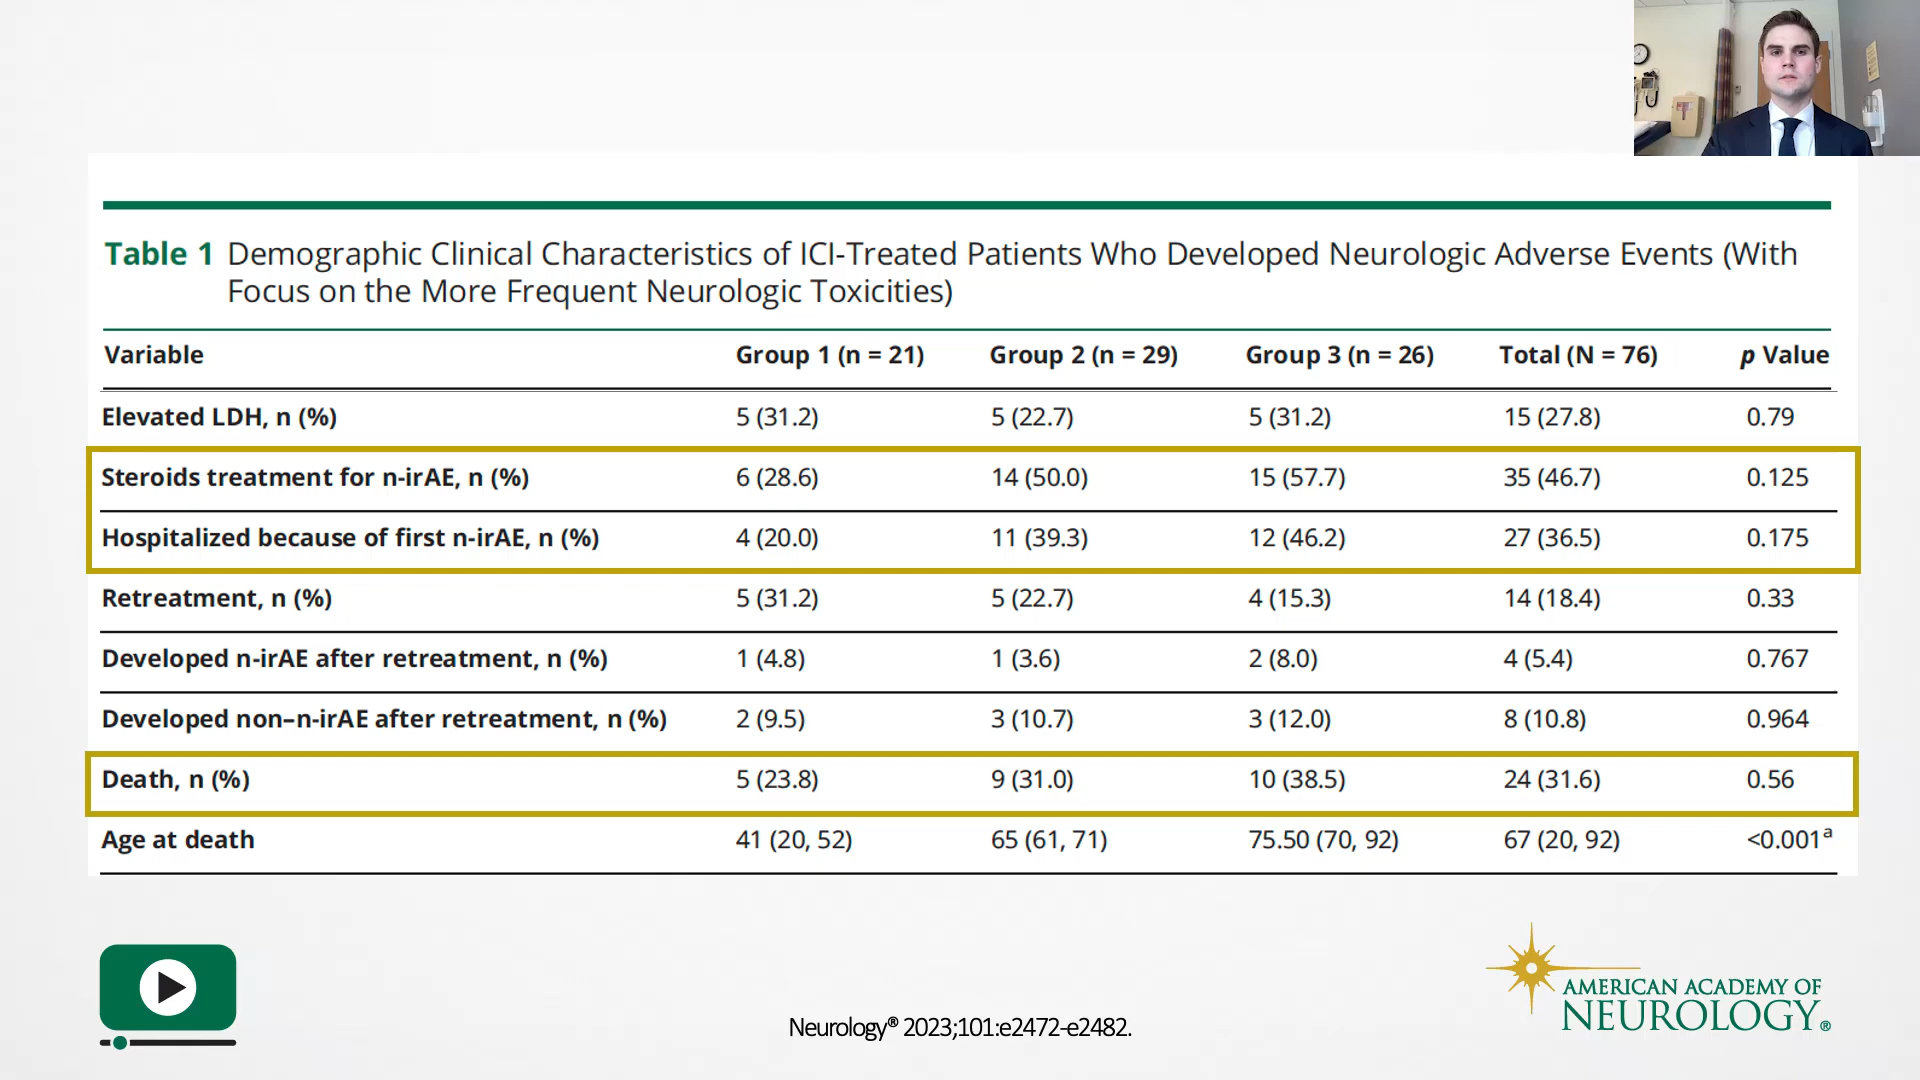 Table 1 Demographic Clinical Characteristics of ICI-Treated Patients Who Developed Neurologic Adverse Events (With
Focus on the More Frequent Neurologic Toxicities)
Variable Group 1 (n = 21) Group 2 (n = 29) Group 3 (n = 26) Total (N = 76) p Value
Elevated LDH, n (%) 5 (31.2) 5 (22.7) 5 (31.2) 15 (27.8) 0.79
Steroids treatment for n-irAE, n (%) 6 (28.6) 14 (50.0) 15 (57.7) 35 (46.7) 0.125
Hospitalized because of first n-irAE, n (%) 4 (20.0) 11 (39.3) 12 (46.2) 27 (36.5) 0.175
Retreatment, n (%) 5 (31.2) 5 (22.7) 4 (15.3) 14 (18.4) 0.33
Developed n-irAE after retreatment, n (%) 1 (4.8) 1 (3.6) 2 (8.0) 4 (5.4) 0.767
Developed non–n-irAE after retreatment, n (%) 2 (9.5) 3 (10.7) 3 (12.0) 8 (10.8) 0.964
Death, n (%) 5 (23.8) 9 (31.0) 10 (38.5) 24 (31.6) 0.56
Age at death 41 (20, 52) 65 (61, 71) 75.50 (70, 92) 67 (20, 92) <0.001ᵃ
Neurology® 2023;101:e2472-e2482.
AMERICAN ACADEMY OF
NEUROLOGY®